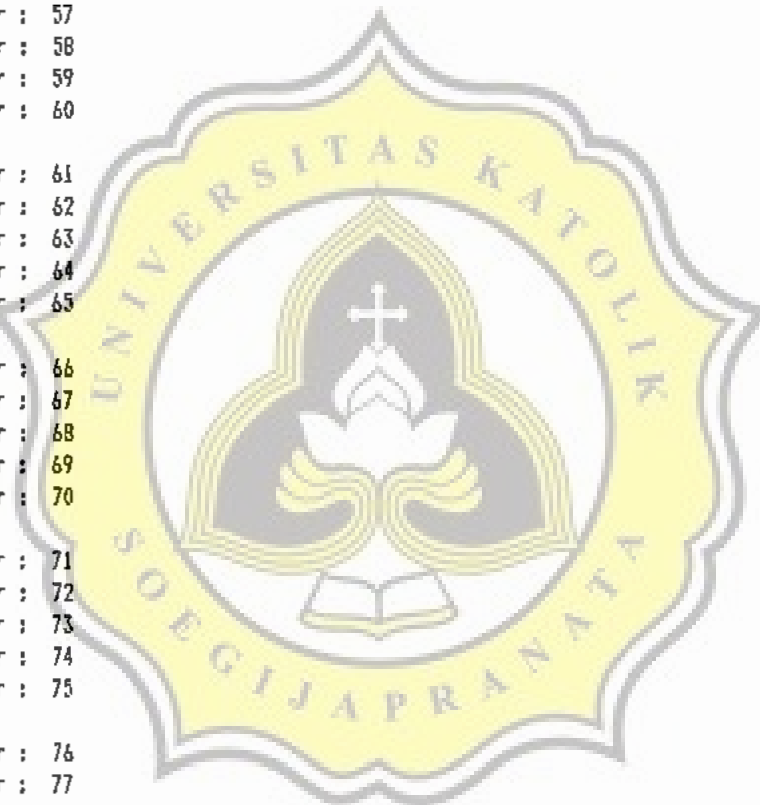 r : 57
r : 58
r : 59
r : 60
r : 61
r : 62
r : 63
r : 64
r : 65
r : 66
r : 67
r : 68
r : 69
r : 70
r : 71
r : 72
r : 73
r : 74
r : 75
r : 76
r : 77
UNIVERSITAS KATOLIK
SOEGIJAPRANATA